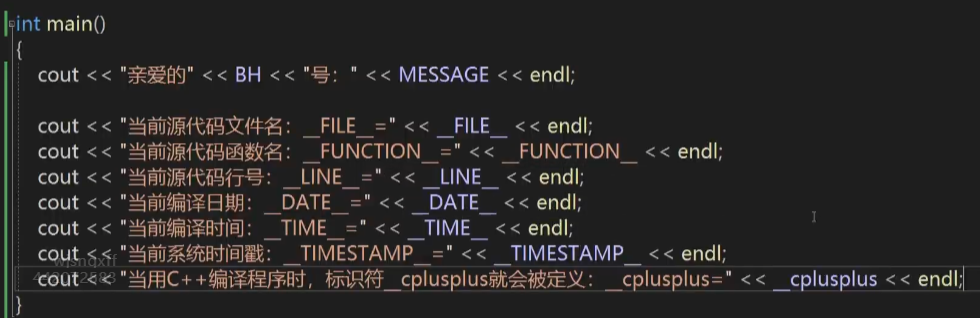 int main()
{
cout << "亲爱的" << BH << "号：" << MESSAGE << endl;
cout << "当前源代码文件名：__FILE__=" << __FILE__ << endl;
cout << "当前源代码函数名：__FUNCTION__=" << __FUNCTION__ << endl;
cout << "当前源代码行号：__LINE__=" << __LINE__ << endl;
cout << "当前编译日期：__DATE__=" << __DATE__ << endl;
cout << "当前编译时间：__TIME__=" << __TIME__ << endl;
cout << "当前系统时间戳：__TIMESTAMP__=" << __TIMESTAMP__ << endl;
cout << "当用C++编译程序时，标识符__cplusplus就会被定义：__cplusplus=" << __cplusplus << endl;
}